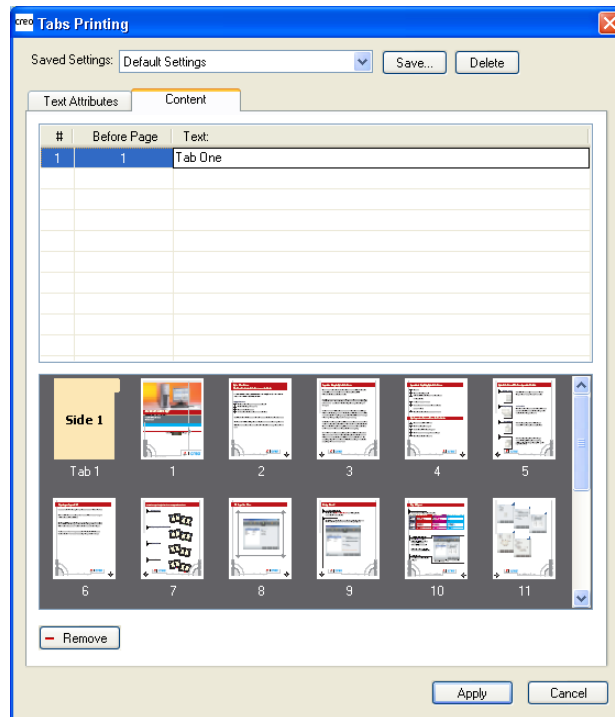 creo Tabs Printing
Saved Settings: Default Settings Save... Delete
Text Attributes Content
# Before Page Text:
1 1 Tab One
Side 1
Tab 1 1 2 3 4 5
6 7 8 9 10 11
Remove
Apply Cancel